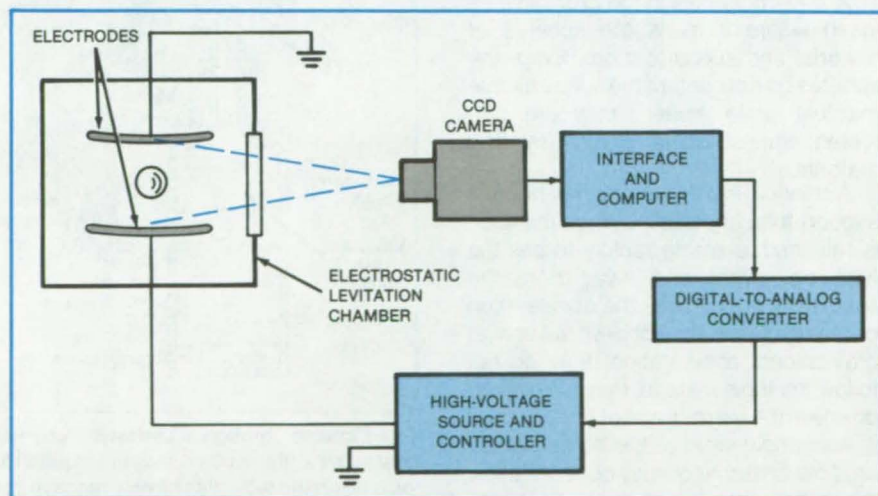 ELECTRODES
CCD
CAMERA
INTERFACE
AND
COMPUTER
ELECTROSTATIC
LEVITATION
CHAMBER
DIGITAL-TO-ANALOG
CONVERTER
HIGH-VOLTAGE
SOURCE AND
CONTROLLER